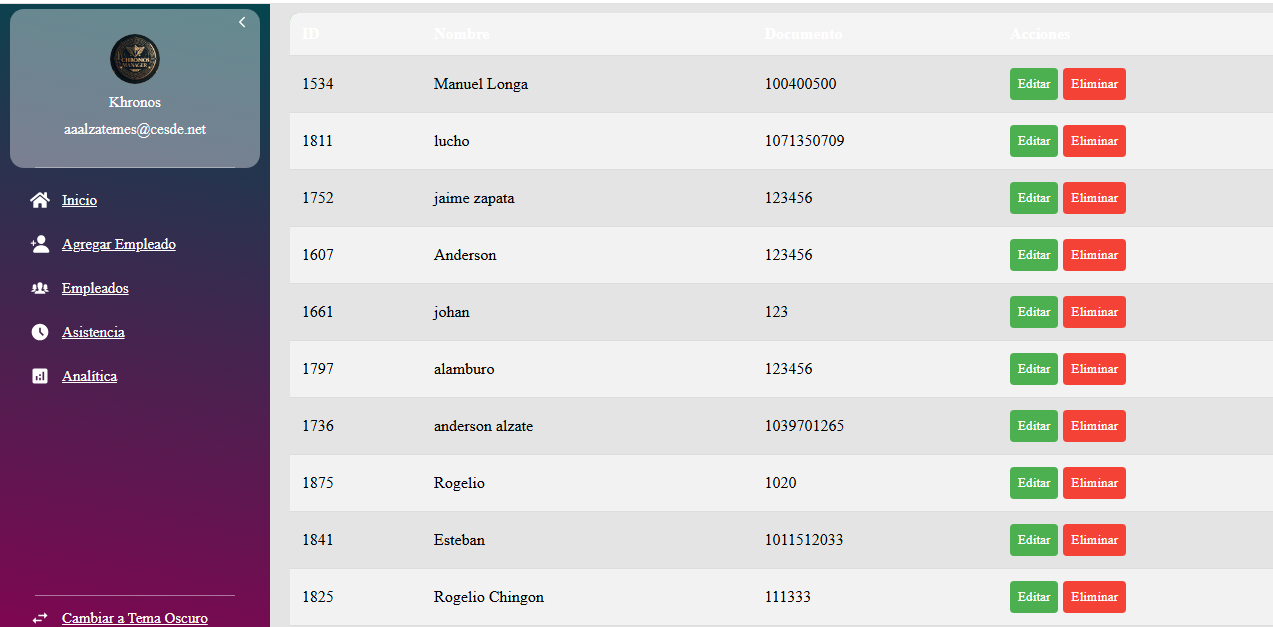 CHRONOS
MANAGER
Khronos
aaalzatemes@cesde.net
Inicio
Agregar Empleado
Empleados
Asistencia
Analítica
Cambiar a Tema Oscuro
ID Nombre Documento Acciones
1534 Manuel Longa 100400500 Editar Eliminar
1811 lucho 1071350709 Editar Eliminar
1752 jaime zapata 123456 Editar Eliminar
1607 Anderson 123456 Editar Eliminar
1661 johan 123 Editar Eliminar
1797 alamburo 123456 Editar Eliminar
1736 anderson alzate 1039701265 Editar Eliminar
1875 Rogelio 1020 Editar Eliminar
1841 Esteban 1011512033 Editar Eliminar
1825 Rogelio Chingon 111333 Editar Eliminar